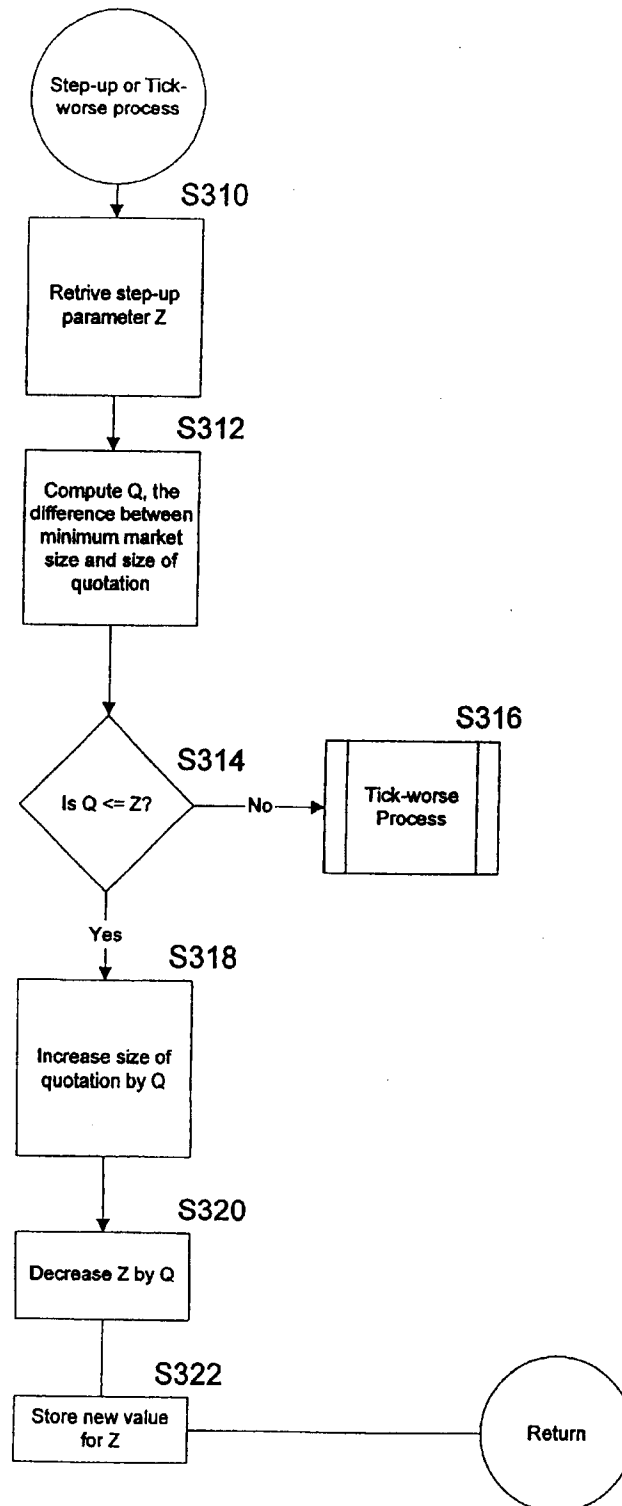 Step-up or Tick-
worse process
S310
Retrive step-up
parameter Z
S312
Compute Q, the
difference between
minimum market
size and size of
quotation
S314
Is Q <= Z?
No
S316
Tick-worse
Process
Yes
S318
Increase size of
quotation by Q
S320
Decrease Z by Q
S322
Store new value
for Z
Return